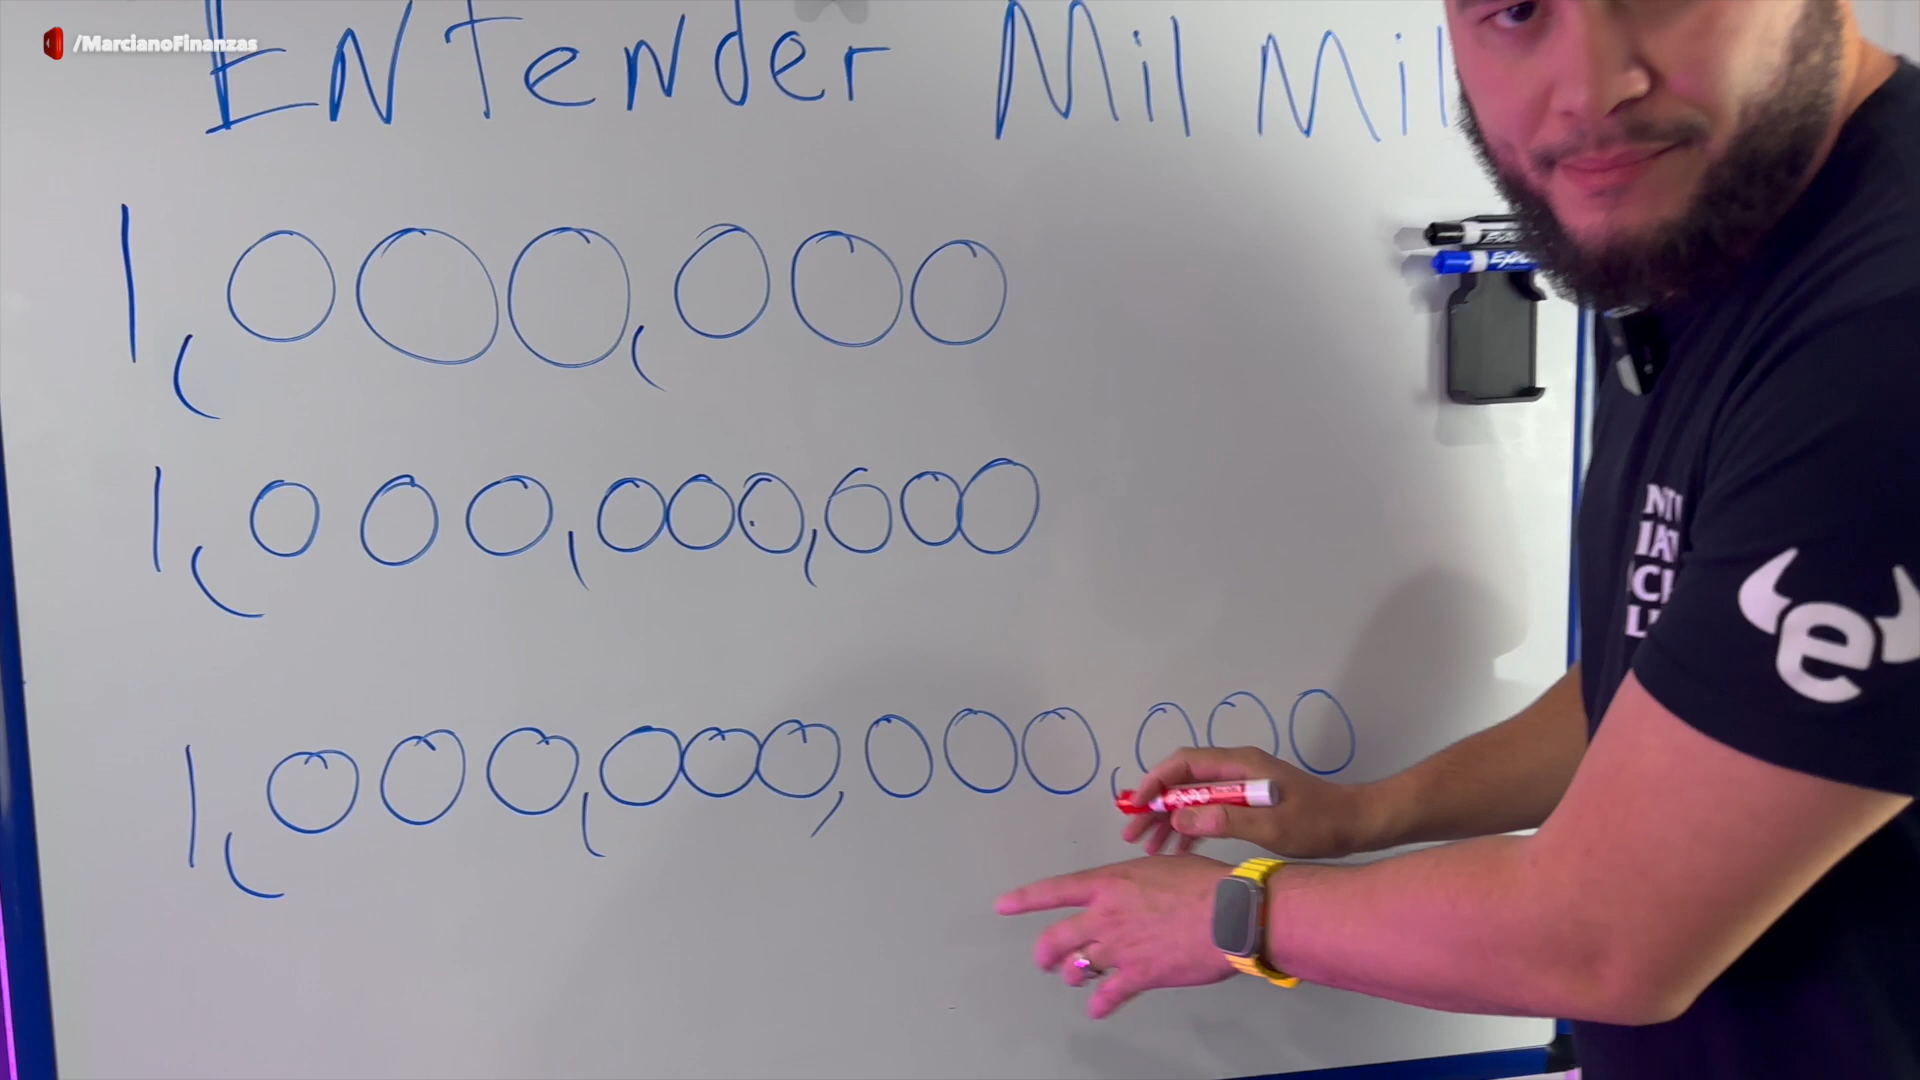 /MarcianoFinanzas
ENtender Mil Mil
1,000,000
1,000,000,000
1,000,000,000,000
EXPO
EXPO
e